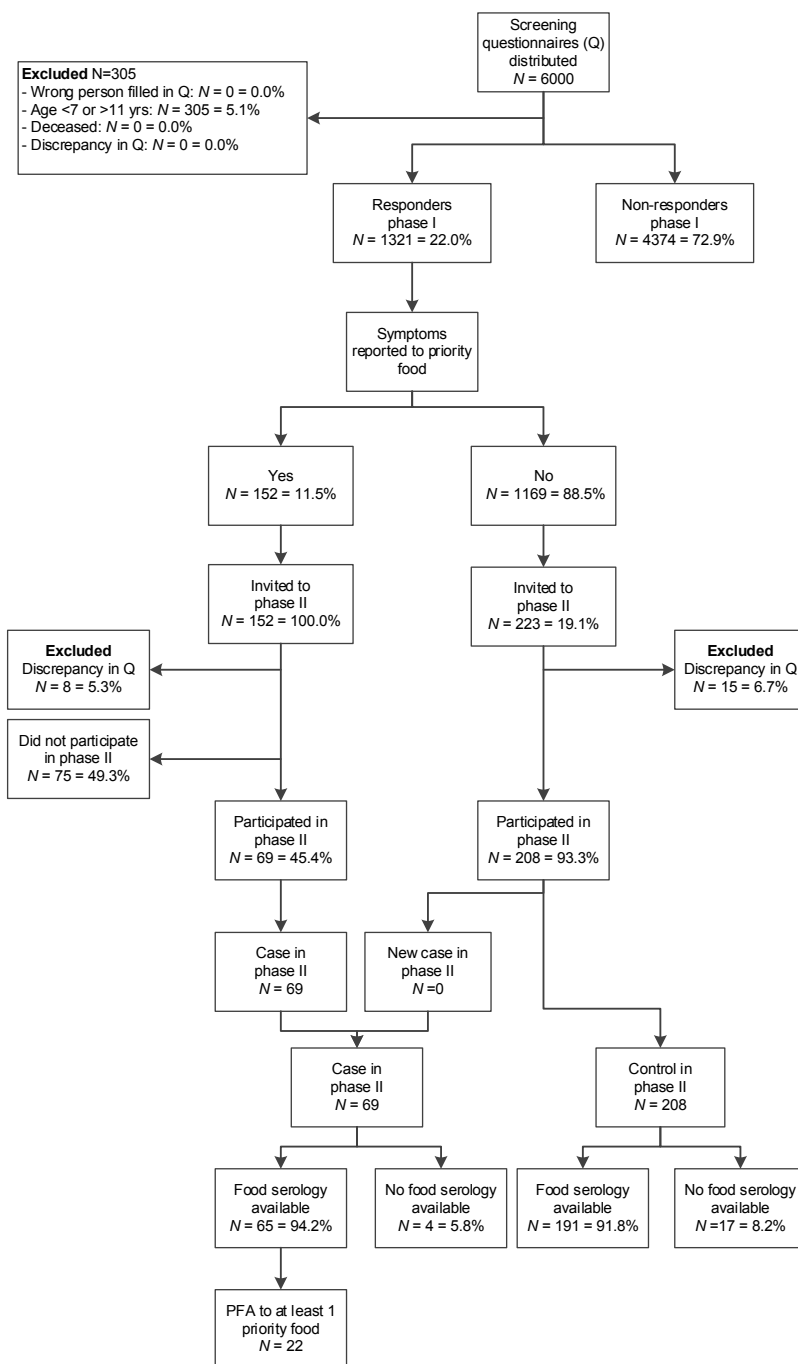 Screening
questionnaires (Q)
distributed
N = 6000
Excluded N=305
- Wrong person filled in Q: N = 0 = 0.0%
- Age <7 or >11 yrs: N = 305 = 5.1%
- Deceased: N = 0 = 0.0%
- Discrepancy in Q: N = 0 = 0.0%
Responders
phase I
N = 1321 = 22.0%
Non-responders
phase I
N = 4374 = 72.9%
Symptoms
reported to priority
food
Yes
N = 152 = 11.5%
No
N = 1169 = 88.5%
Invited to
phase II
N = 152 = 100.0%
Invited to
phase II
N = 223 = 19.1%
Excluded
Discrepancy in Q
N = 8 = 5.3%
Excluded
Discrepancy in Q
N = 15 = 6.7%
Did not participate
in phase II
N = 75 = 49.3%
Participated in
phase II
N = 69 = 45.4%
Participated in
phase II
N = 208 = 93.3%
Case in
phase II
N = 69
New case in
phase II
N =0
Case in
phase II
N = 69
Control in
phase II
N = 208
Food serology
available
N = 65 = 94.2%
No food serology
available
N = 4 = 5.8%
Food serology
available
N = 191 = 91.8%
No food serology
available
N =17 = 8.2%
PFA to at least 1
priority food
N = 22